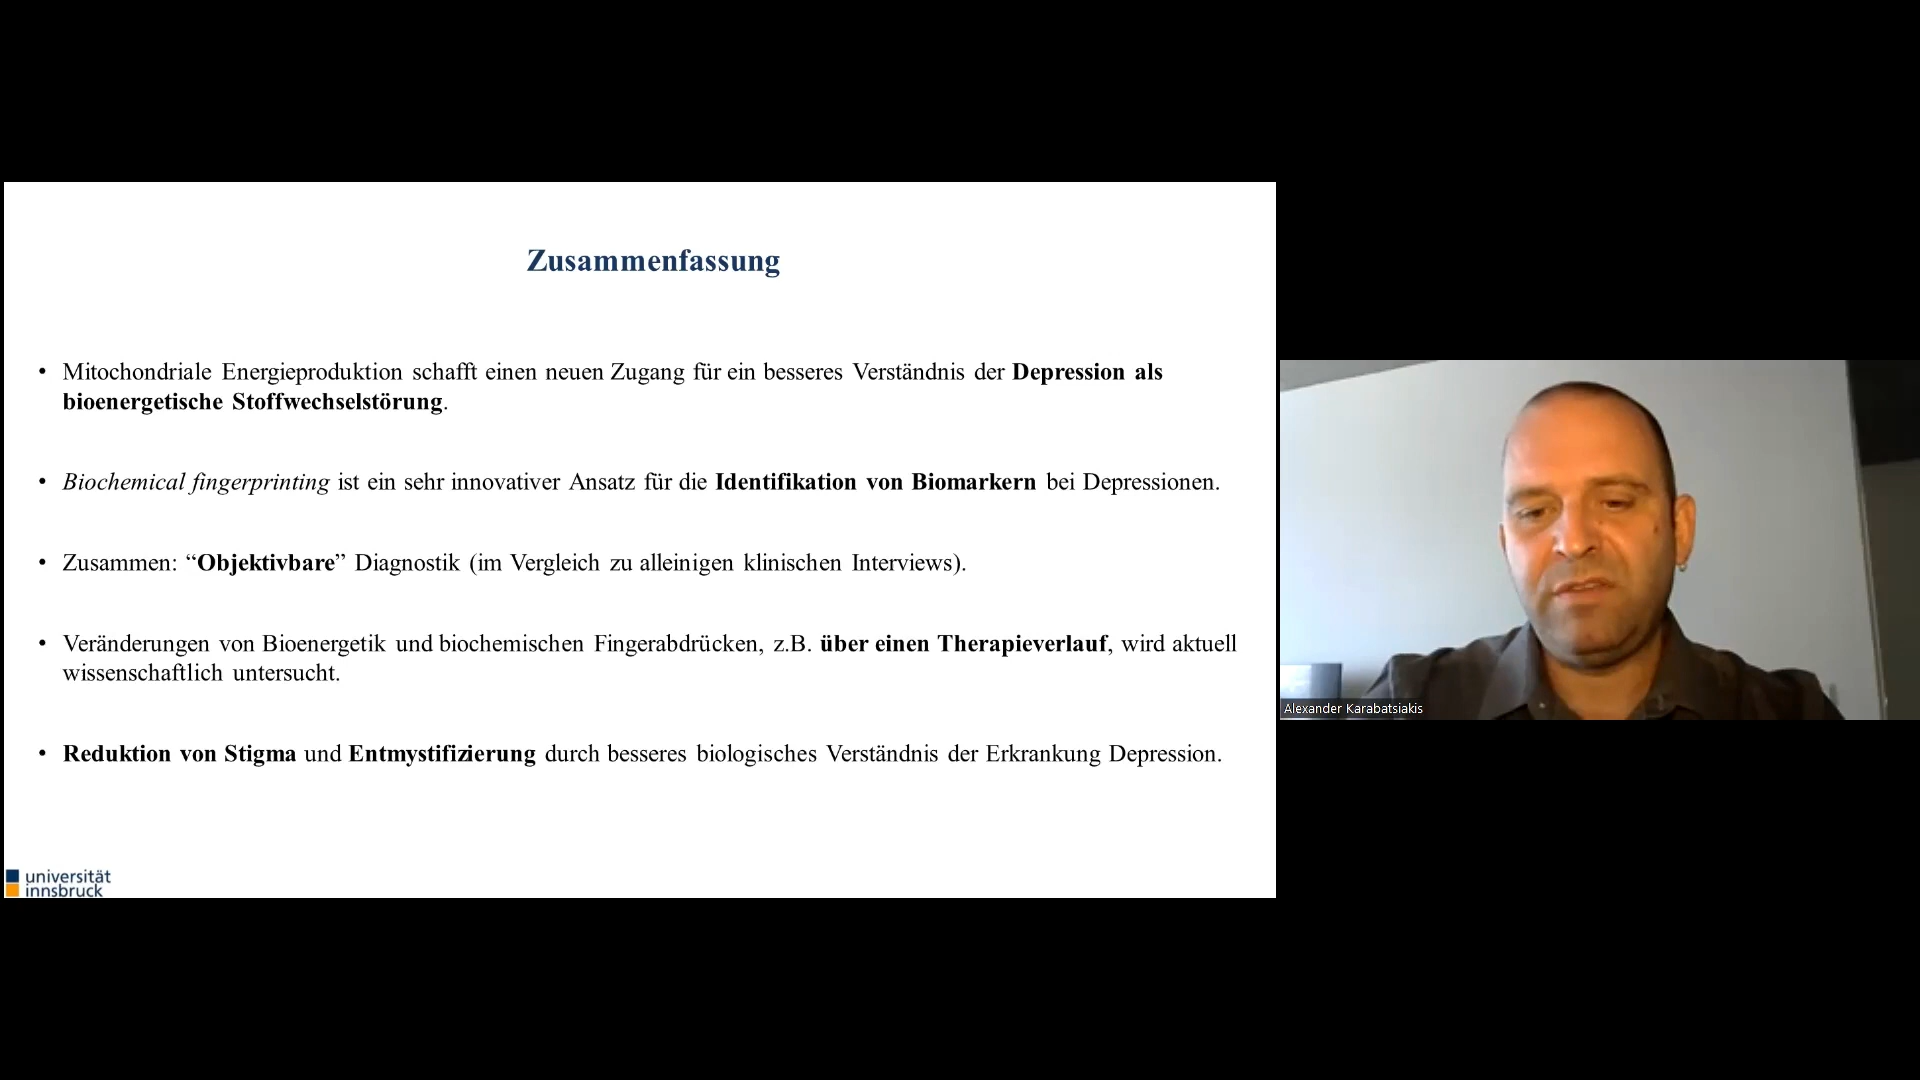 Zusammenfassung
• Mitochondriale Energieproduktion schafft einen neuen Zugang für ein besseres Verständnis der Depression als
bioenergetische Stoffwechselstörung.
• Biochemical fingerprinting ist ein sehr innovativer Ansatz für die Identifikation von Biomarkern bei Depressionen.
• Zusammen: “Objektivbare” Diagnostik (im Vergleich zu alleinigen klinischen Interviews).
• Veränderungen von Bioenergetik und biochemischen Fingerabdrücken, z.B. über einen Therapieverlauf, wird aktuell
wissenschaftlich untersucht.
• Reduktion von Stigma und Entmystifizierung durch besseres biologisches Verständnis der Erkrankung Depression.
universität
innsbruck
Alexander Karabatsiakis